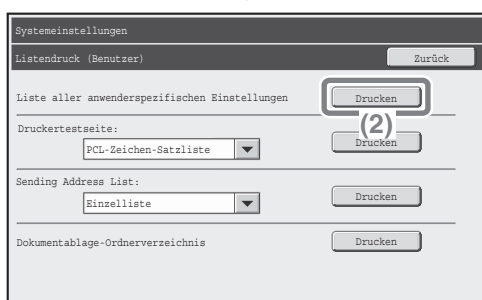 Systemeinstellungen
Listendruck (Benutzer) Zurück
Liste aller anwenderspezifischen Einstellungen Drucken
(2)
Druckertestseite:
PCL-Zeichen-Satzliste Drucken
Sending Address List:
Einzelliste Drucken
Dokumentablage-Ordnerverzeichnis Drucken